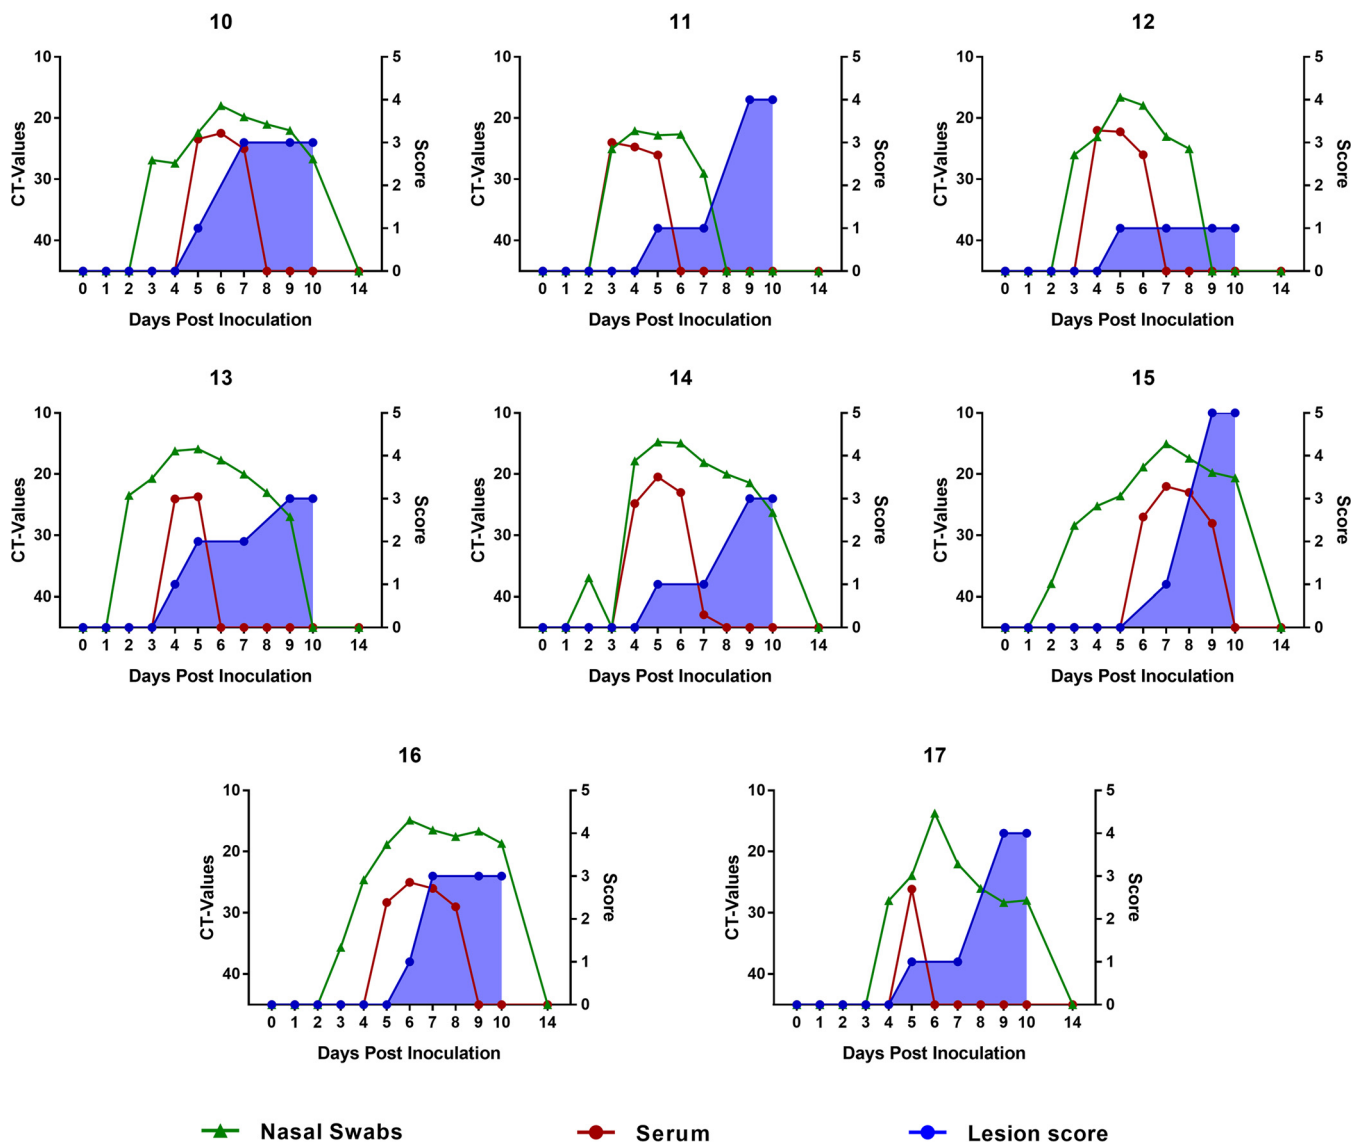 10
11
12
10 20 30 40
CT-Values
5 4 3 2 1 0
Score
10 20 30 40
CT-Values
5 4 3 2 1 0
Score
10 20 30 40
CT-Values
5 4 3 2 1 0
Score
0 1 2 3 4 5 6 7 8 9 10 14
0 1 2 3 4 5 6 7 8 9 10 14
0 1 2 3 4 5 6 7 8 9 10 14
Days Post Inoculation
Days Post Inoculation
Days Post Inoculation
13
14
15
10 20 30 40
CT-Values
5 4 3 2 1 0
Score
10 20 30 40
CT-Values
5 4 3 2 1 0
Score
10 20 30 40
CT-Values
5 4 3 2 1 0
Score
0 1 2 3 4 5 6 7 8 9 10 14
0 1 2 3 4 5 6 7 8 9 10 14
0 1 2 3 4 5 6 7 8 9 10 14
Days Post Inoculation
Days Post Inoculation
Days Post Inoculation
16
17
10 20 30 40
CT-Values
5 4 3 2 1 0
Score
10 20 30 40
CT-Values
5 4 3 2 1 0
Score
0 1 2 3 4 5 6 7 8 9 10 14
0 1 2 3 4 5 6 7 8 9 10 14
Days Post Inoculation
Days Post Inoculation
Nasal Swabs
Serum
Lesion score